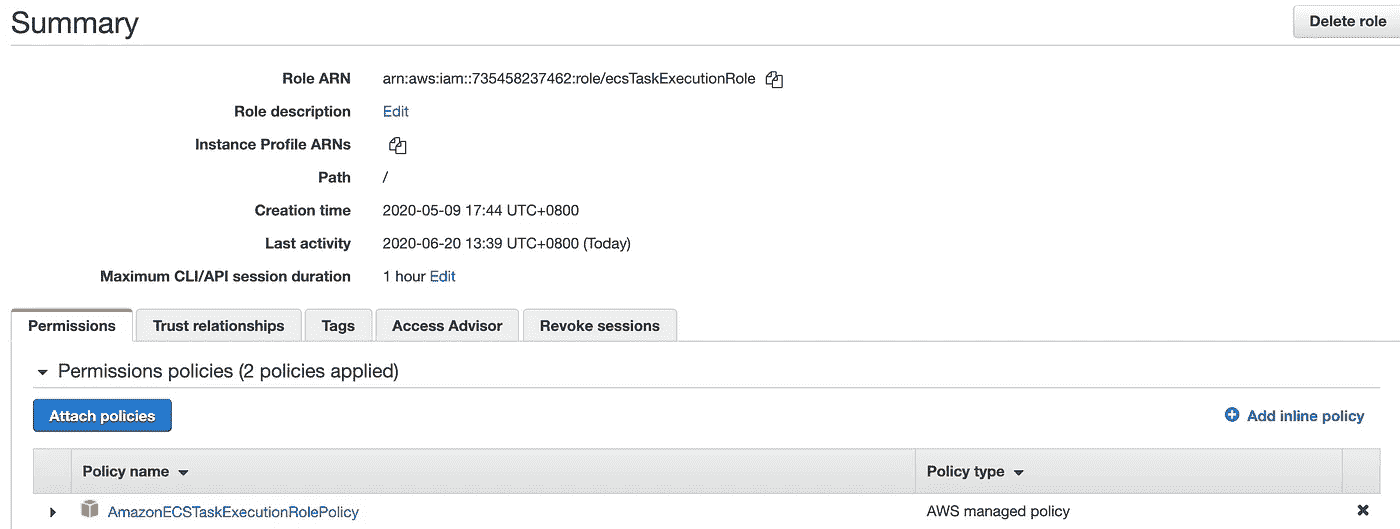 Summary
Delete role
Role ARN arn:aws:iam::735458237462:role/ecsTaskExecutionRole
Role description Edit
Instance Profile ARNs
Path /
Creation time 2020-05-09 17:44 UTC+0800
Last activity 2020-06-20 13:39 UTC+0800 (Today)
Maximum CLI/API session duration 1 hour Edit
Permissions Trust relationships Tags Access Advisor Revoke sessions
Permissions policies (2 policies applied)
Attach policies Add inline policy
Policy name Policy type
AmazonECSTaskExecutionRolePolicy AWS managed policy